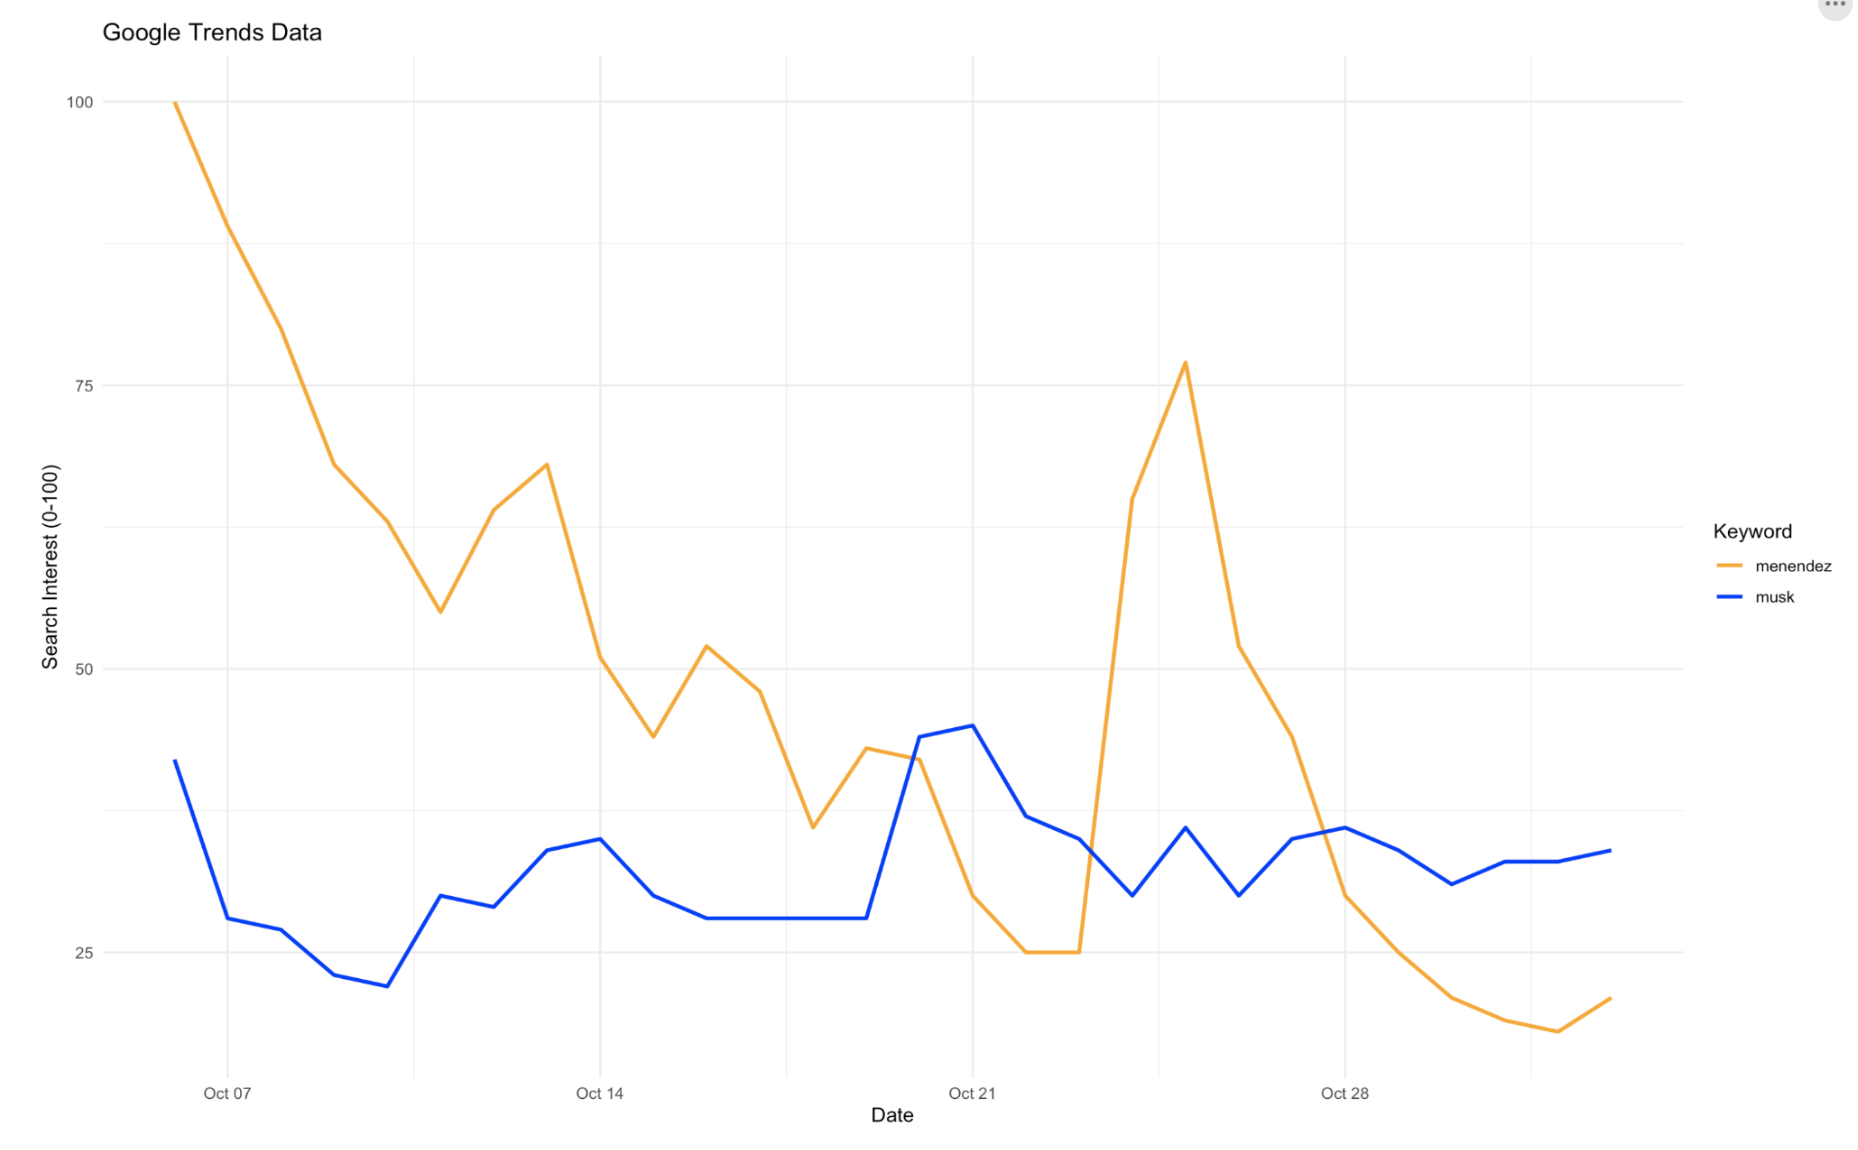 Google Trends Data
100
75
50
25
Search Interest (0-100)
Oct 07
Oct 14
Oct 21
Oct 28
Date
Keyword
menendez
musk